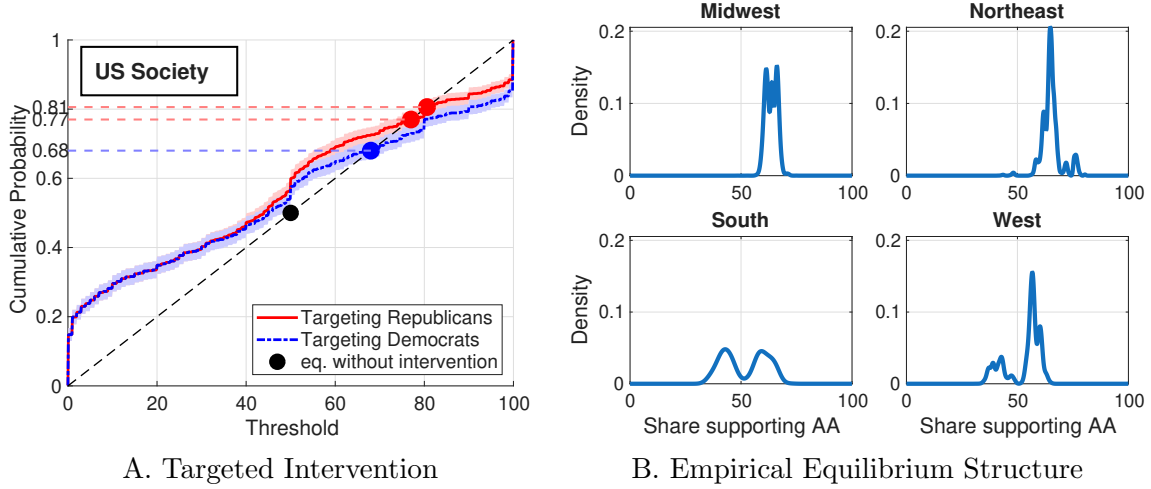 US Society
Cumulative Probability
1
0.81
0.77
0.68
0.6
0.4
0.2
0
0 20 40 60 80 100
Threshold
Targeting Republicans
Targeting Democrats
eq. without intervention
A. Targeted Intervention
Midwest
Density
0.2
0.1
0
0 50 100
Northeast
0.2
0.1
0
0 50 100
South
Density
0.2
0.1
0
0 50 100
Share supporting AA
West
0.2
0.1
0
0 50 100
Share supporting AA
B. Empirical Equilibrium Structure